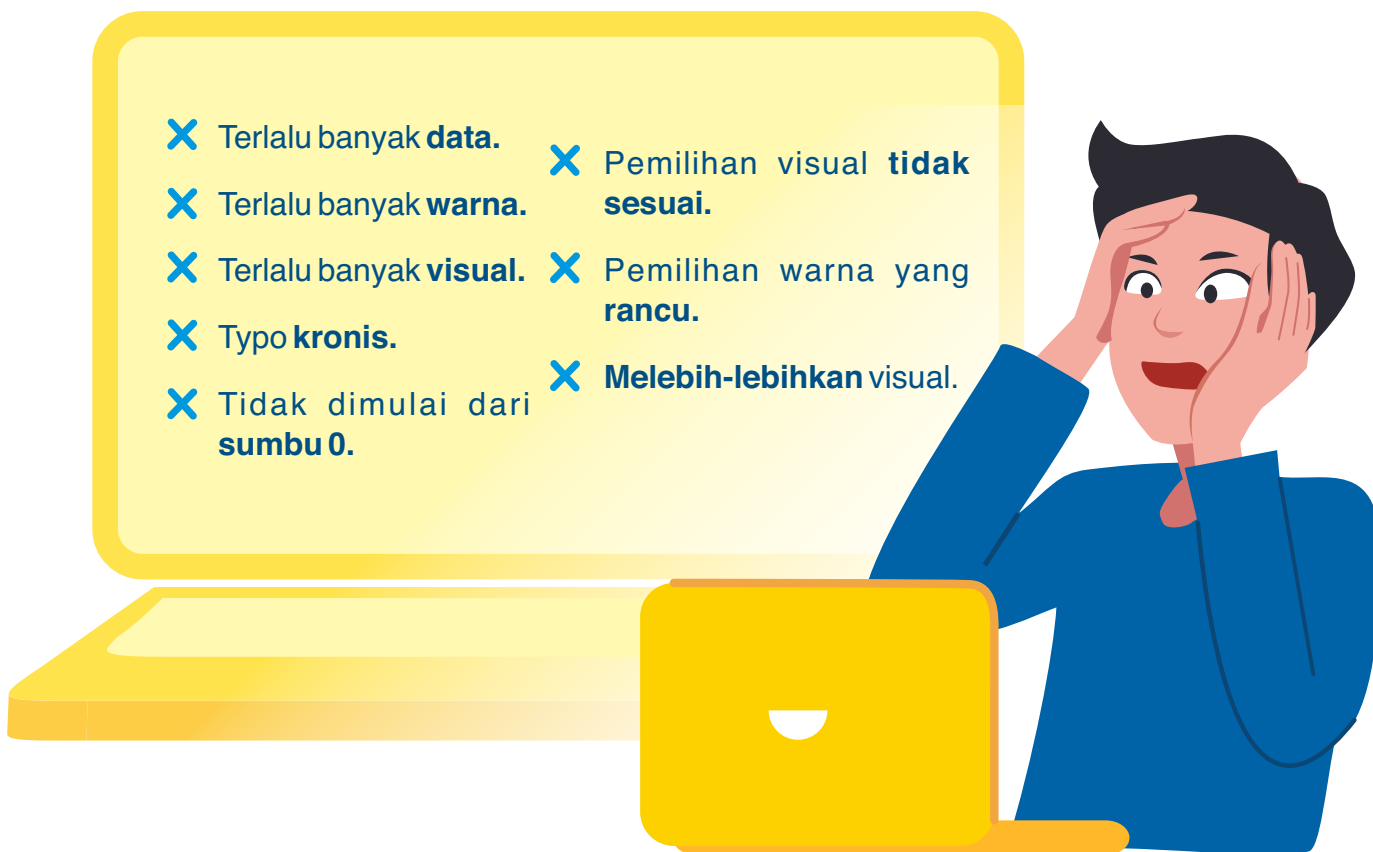 Terlalu banyak data.
Terlalu banyak warna.
Terlalu banyak visual.
Typo kronis.
Tidak dimulai dari
sumbu 0.
Pemilihan visual tidak
sesuai.
Pemilihan warna yang
rancu.
Melebih-lebihkan visual.